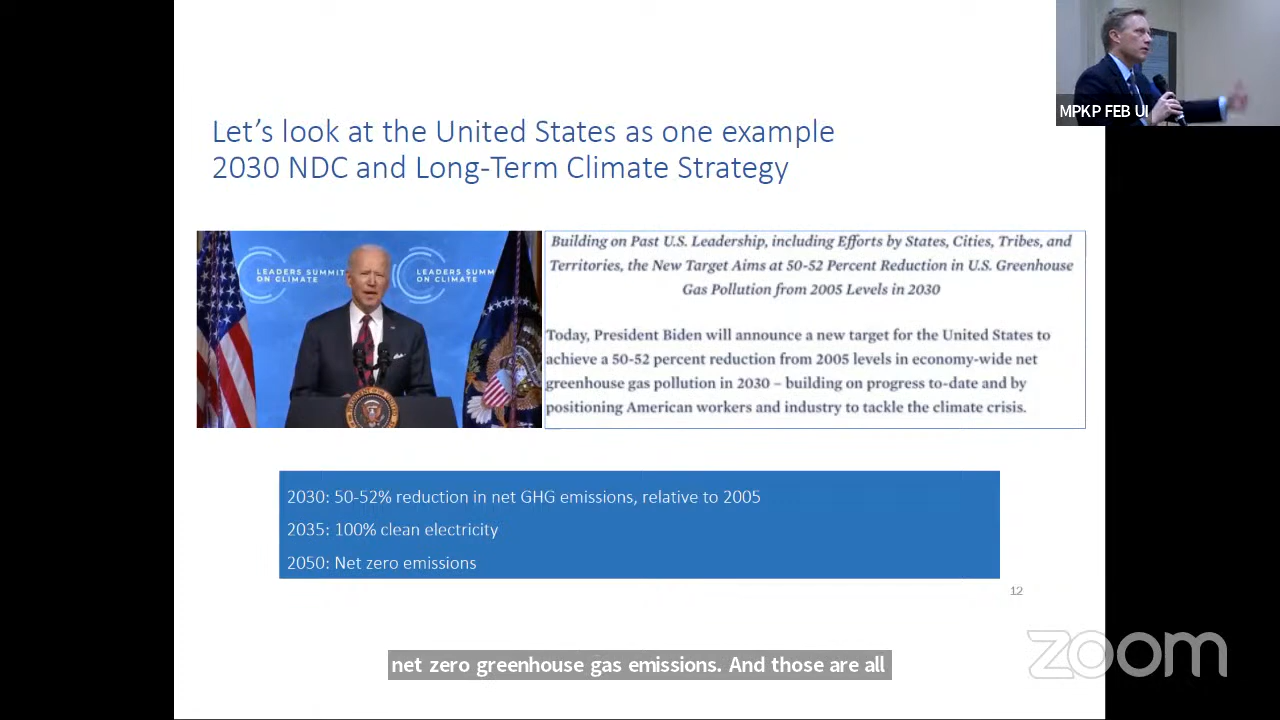 MPKP FEB UI
Let's look at the United States as one example
2030 NDC and Long-Term Climate Strategy
LEADERS SUMMIT
ON CLIMATE
LEADERS SUMM
ON CLIMATE
Building on Past U.S. Leadership, including Efforts by States, Cities, Tribes, and
Territories, the New Target Aims at 50-52 Percent Reduction in U.S. Greenhouse
Gas Pollution from 2005 Levels in 2030
Today, President Biden will announce a new target for the United States to
achieve a 50-52 percent reduction from 2005 levels in economy-wide net
greenhouse gas pollution in 2030 – building on progress to-date and by
positioning American workers and industry to tackle the climate crisis.
2030: 50-52% reduction in net GHG emissions, relative to 2005
2035: 100% clean electricity
2050: Net zero emissions
12
net zero greenhouse gas emissions. And those are all
zoom